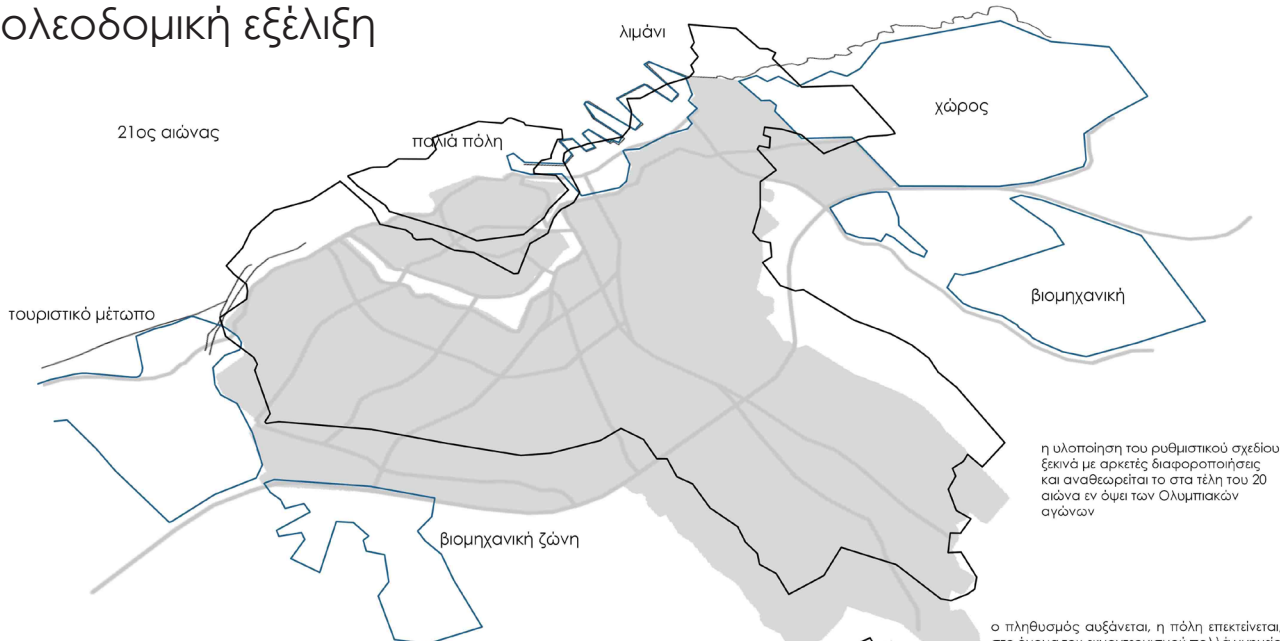 ολεοδομική εξέλιξη
λιμάνι
21ος αιώνας
παλιά πόλη
χώρος
τουριστικό μέτωπο
βιομηχανική
η υλοποίηση του ρυθμιστικού σχεδίου
ξεκινά με αρκετές διαφοροποιήσεις
και αναθεωρείται το στα τέλη του 20
αιώνα εν όψει των Ολυμπιακών
αγώνων
βιομηχανική ζώνη
ο πληθυσμός αυξάνεται, η πόλη επεκτείνεται,